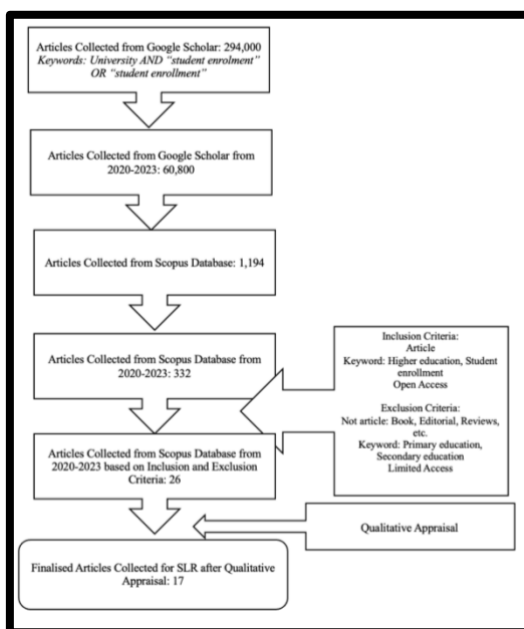 Articles Collected from Google Scholar: 294,000
Keywords: University AND "student enrolment"
OR "student enrollment"
Articles Collected from Google Scholar from
2020-2023: 60,800
Articles Collected from Scopus Database: 1,194
Articles Collected from Scopus Database from
2020-2023: 332
Inclusion Criteria:
Article
Keyword: Higher education, Student
enrollment
Open Access
Exclusion Criteria:
Not article: Book, Editorial, Reviews,
etc.
Keyword: Primary education,
Secondary education
Limited Access
Articles Collected from Scopus Database from
2020-2023 based on Inclusion and Exclusion
Criteria: 26
Qualitative Appraisal
Finalised Articles Collected for SLR after Qualitative
Appraisal: 17